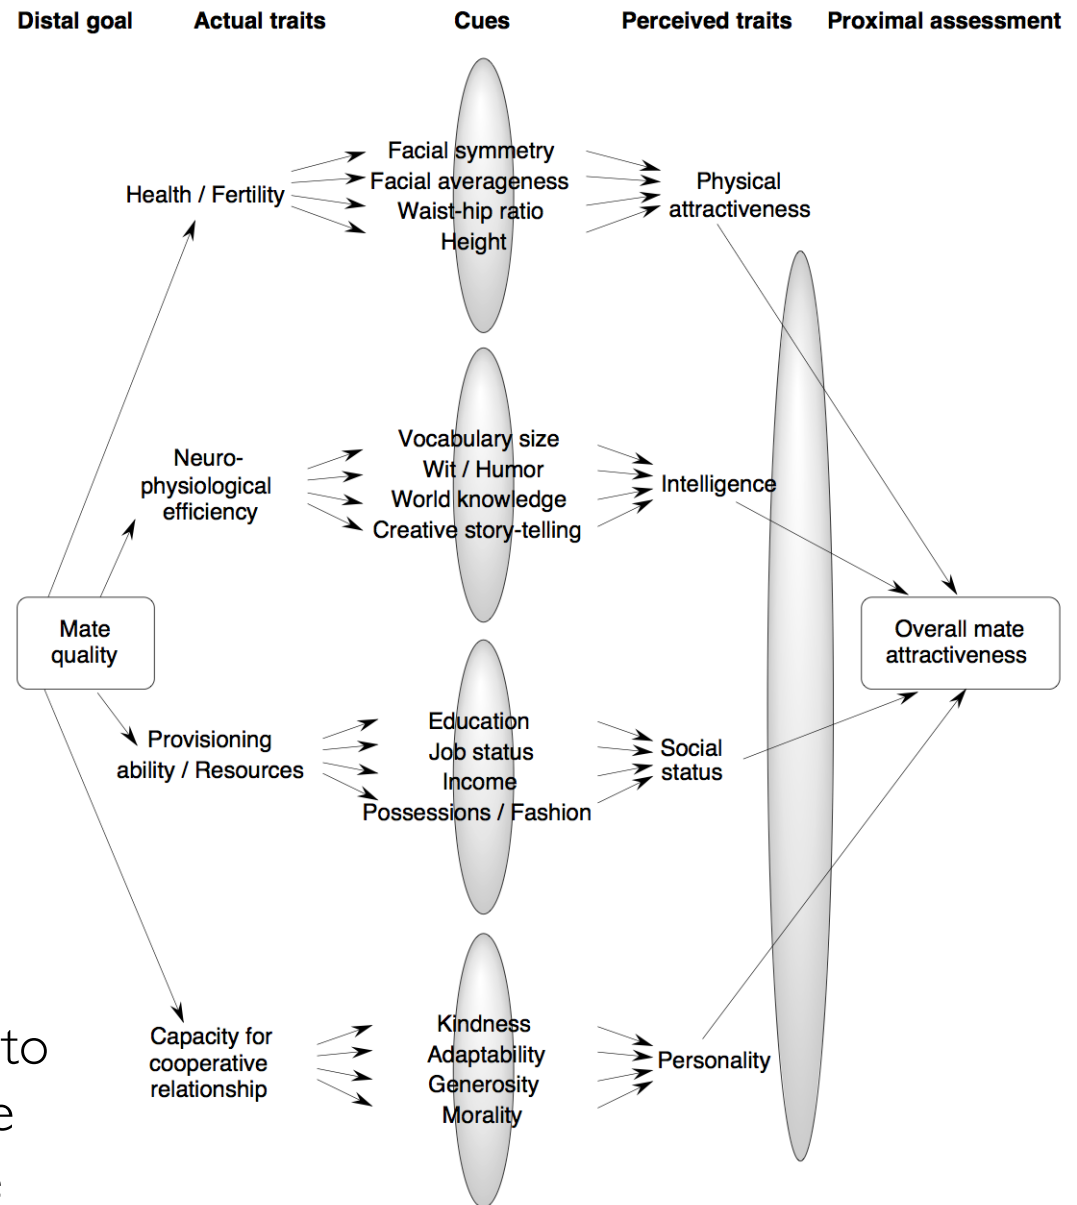 Distal goal
Actual traits
Cues
Perceived traits
Proximal assessment
Health / Fertility
Facial symmetry
Facial averageness
Waist-hip ratio
Height
Physical
attractiveness
Neuro-
physiological
efficiency
Vocabulary size
Wit / Humor
World knowledge
Creative story-telling
Intelligence
Mate
quality
Overall mate
attractiveness
Provisioning
ability / Resources
Education
Job status
Income
Possessions / Fashion
Social
status
Capacity for
cooperative
relationship
Kindness
Adaptability
Generosity
Morality
Personality
to